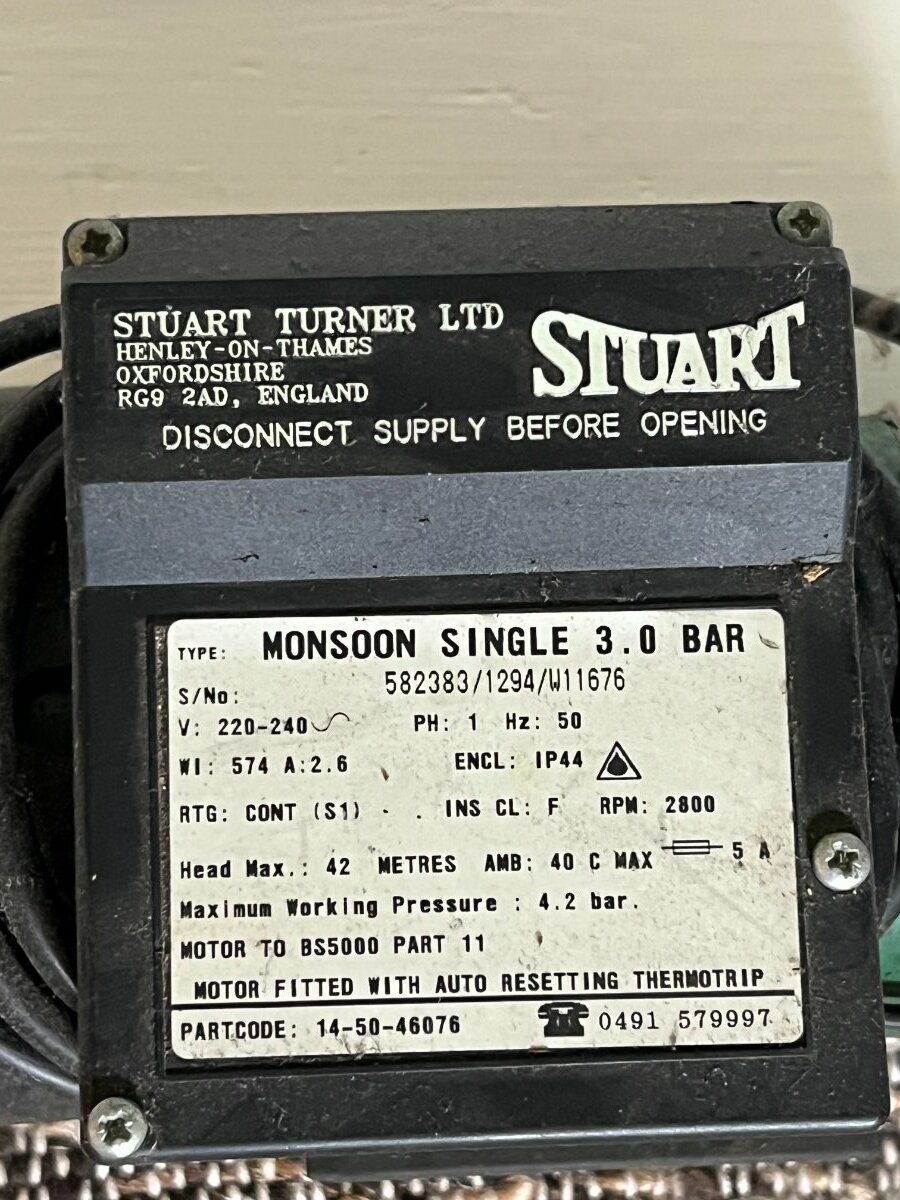 STUART TURNER LTD
HENLEY-ON-THAMES
OXFORDSHIRE
RG9 2AD, ENGLAND
STUART
DISCONNECT SUPPLY BEFORE OPENING
TYPE: MONSOON SINGLE 3.0 BAR
S/No: 582383/1294/W11676
V: 220-240 PH: 1 Hz: 50
WI: 574 A:2.6 ENCL: IP44
RTG: CONT (S1) INS CL: F RPM: 2800
Head Max.: 42 METRES AMB: 40 C MAX 5 A
Maximum Working Pressure : 4.2 bar.
MOTOR TO BS5000 PART 11
MOTOR FITTED WITH AUTO RESETTING THERMOTRIP
PARTCODE: 14-50-46076 0491 579997